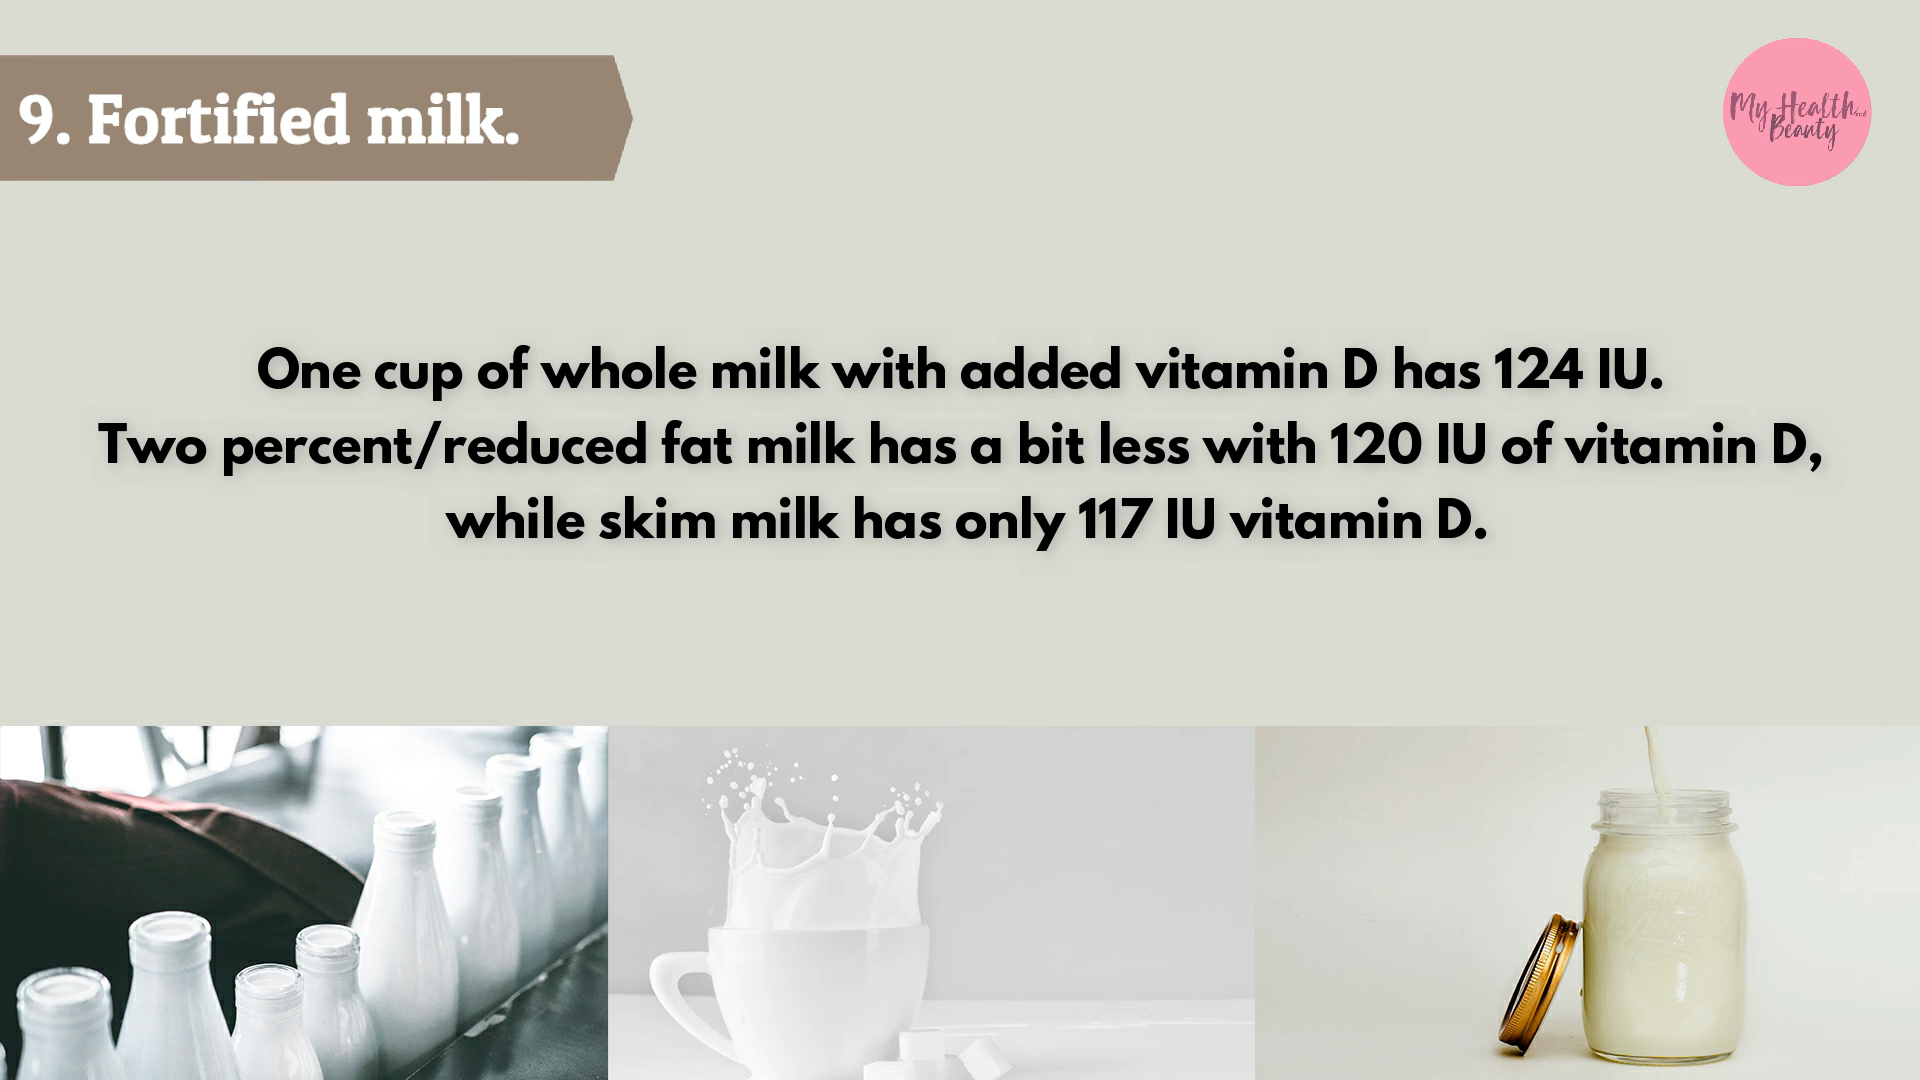 9. Fortified milk.
My Health and
Beauty
One cup of whole milk with added vitamin D has 124 IU.
Two percent/reduced fat milk has a bit less with 120 IU of vitamin D,
while skim milk has only 117 IU vitamin D.